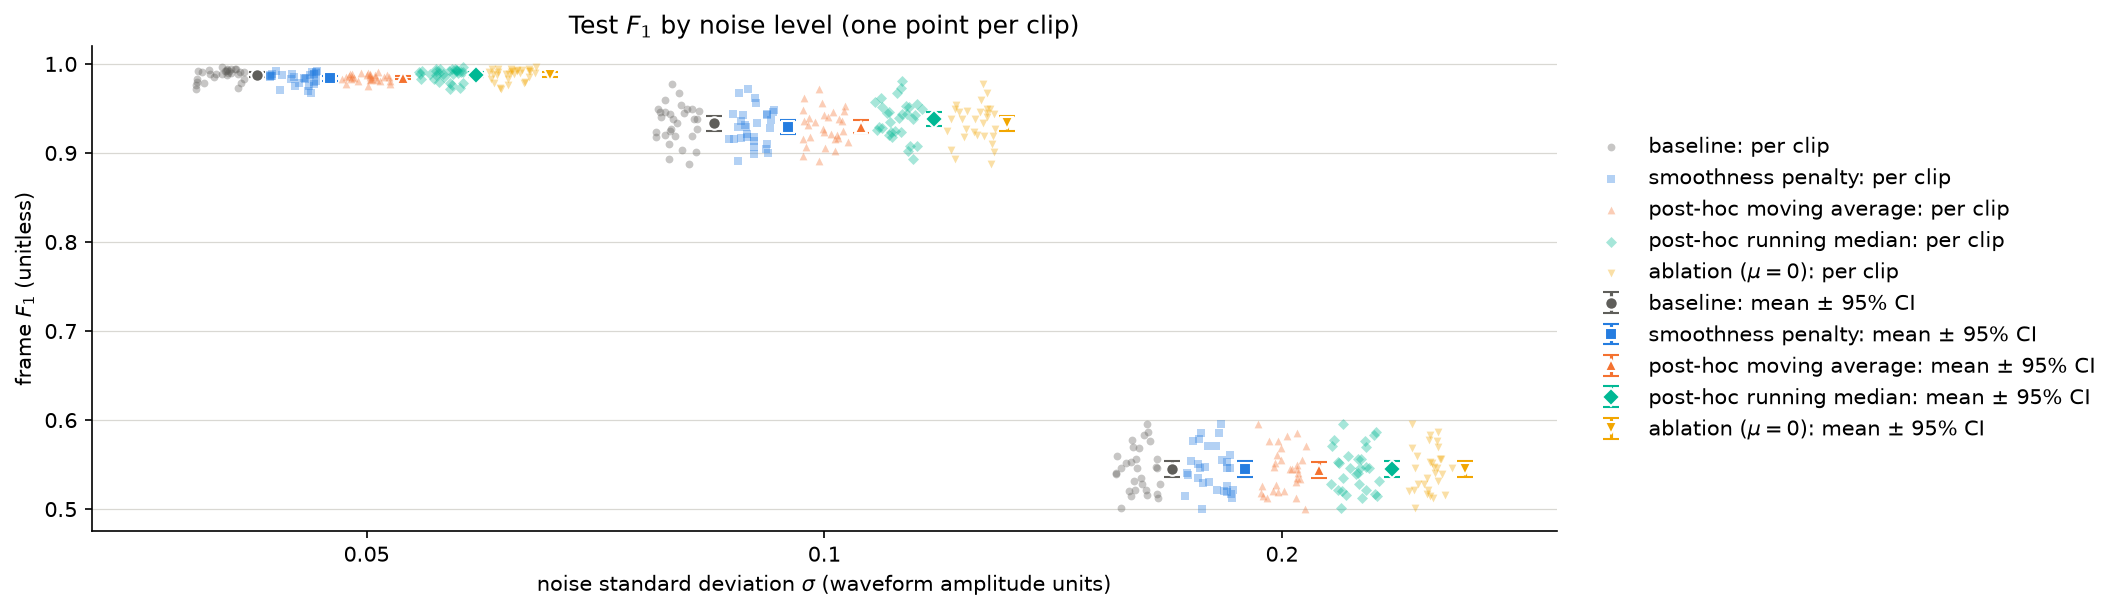 Test F₁ by noise level (one point per clip)
1.0
0.9
0.8
0.7
0.6
0.5
frame F₁ (unitless)
0.05
0.1
0.2
noise standard deviation σ (waveform amplitude units)
baseline: per clip
smoothness penalty: per clip
post-hoc moving average: per clip
post-hoc running median: per clip
ablation (μ = 0): per clip
baseline: mean ± 95% CI
smoothness penalty: mean ± 95% CI
post-hoc moving average: mean ± 95% CI
post-hoc running median: mean ± 95% CI
ablation (μ = 0): mean ± 95% CI